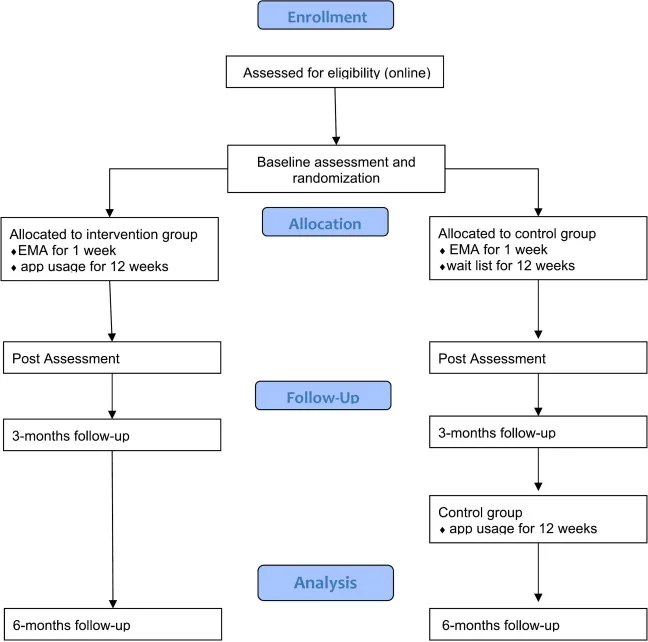 Enrollment
Assessed for eligibility (online)
Baseline assessment and
randomization
Allocation
Allocated to intervention group
♦EMA for 1 week
♦ app usage for 12 weeks
Allocated to control group
♦ EMA for 1 week
♦wait list for 12 weeks
Post Assessment
Post Assessment
Follow-Up
3-months follow-up
3-months follow-up
Control group
♦ app usage for 12 weeks
Analysis
6-months follow-up
6-months follow-up